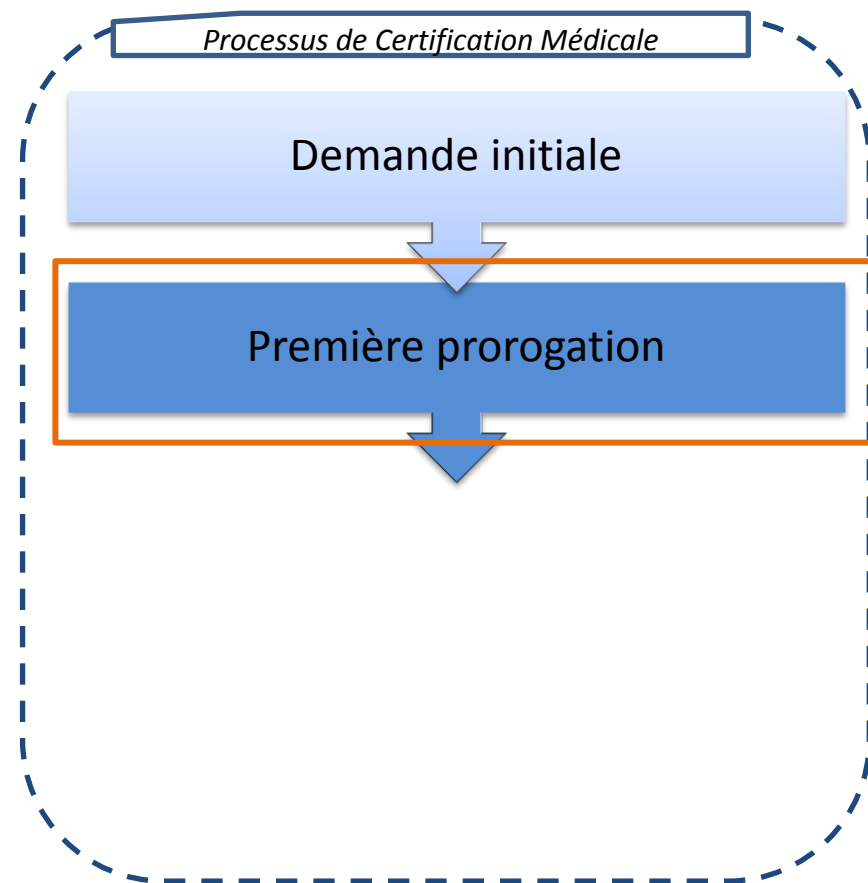 Processus de Certification Médicale
Demande initiale
Première prorogation